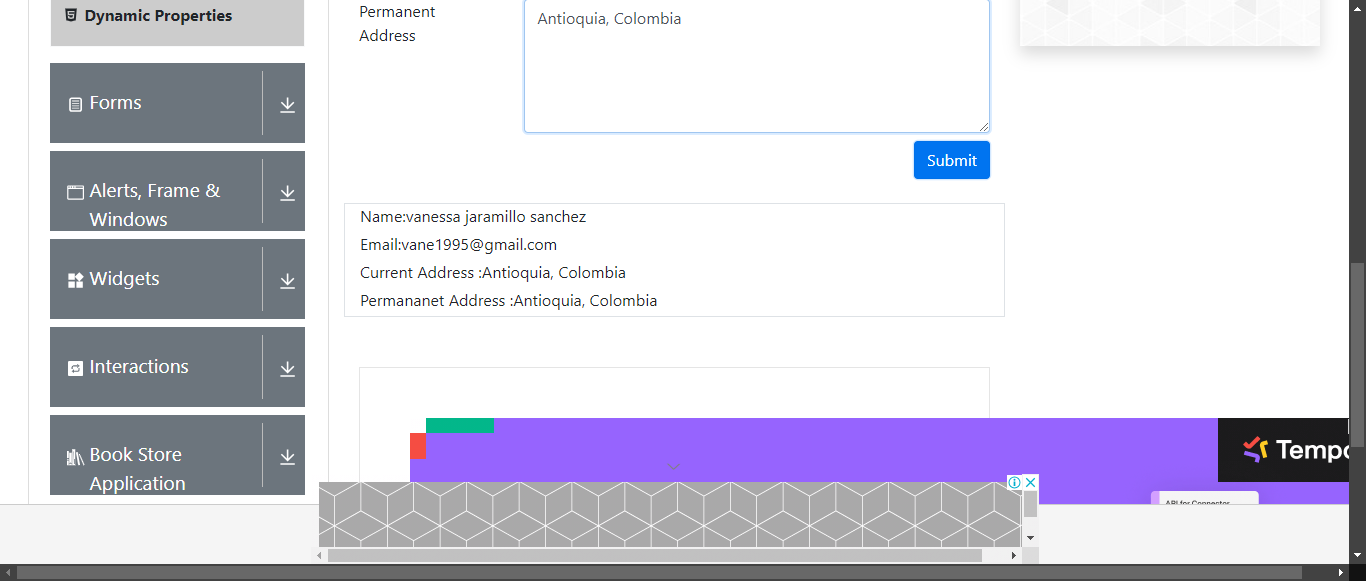 Dynamic Properties
Forms
Alerts, Frame &
Windows
Widgets
Interactions
Book Store
Application
Permanent
Address
Antioquia, Colombia
Submit
Name:vanessa jaramillo sanchez
Email:vane1995@gmail.com
Current Address :Antioquia, Colombia
Permananet Address :Antioquia, Colombia
Tempo
API for Connector